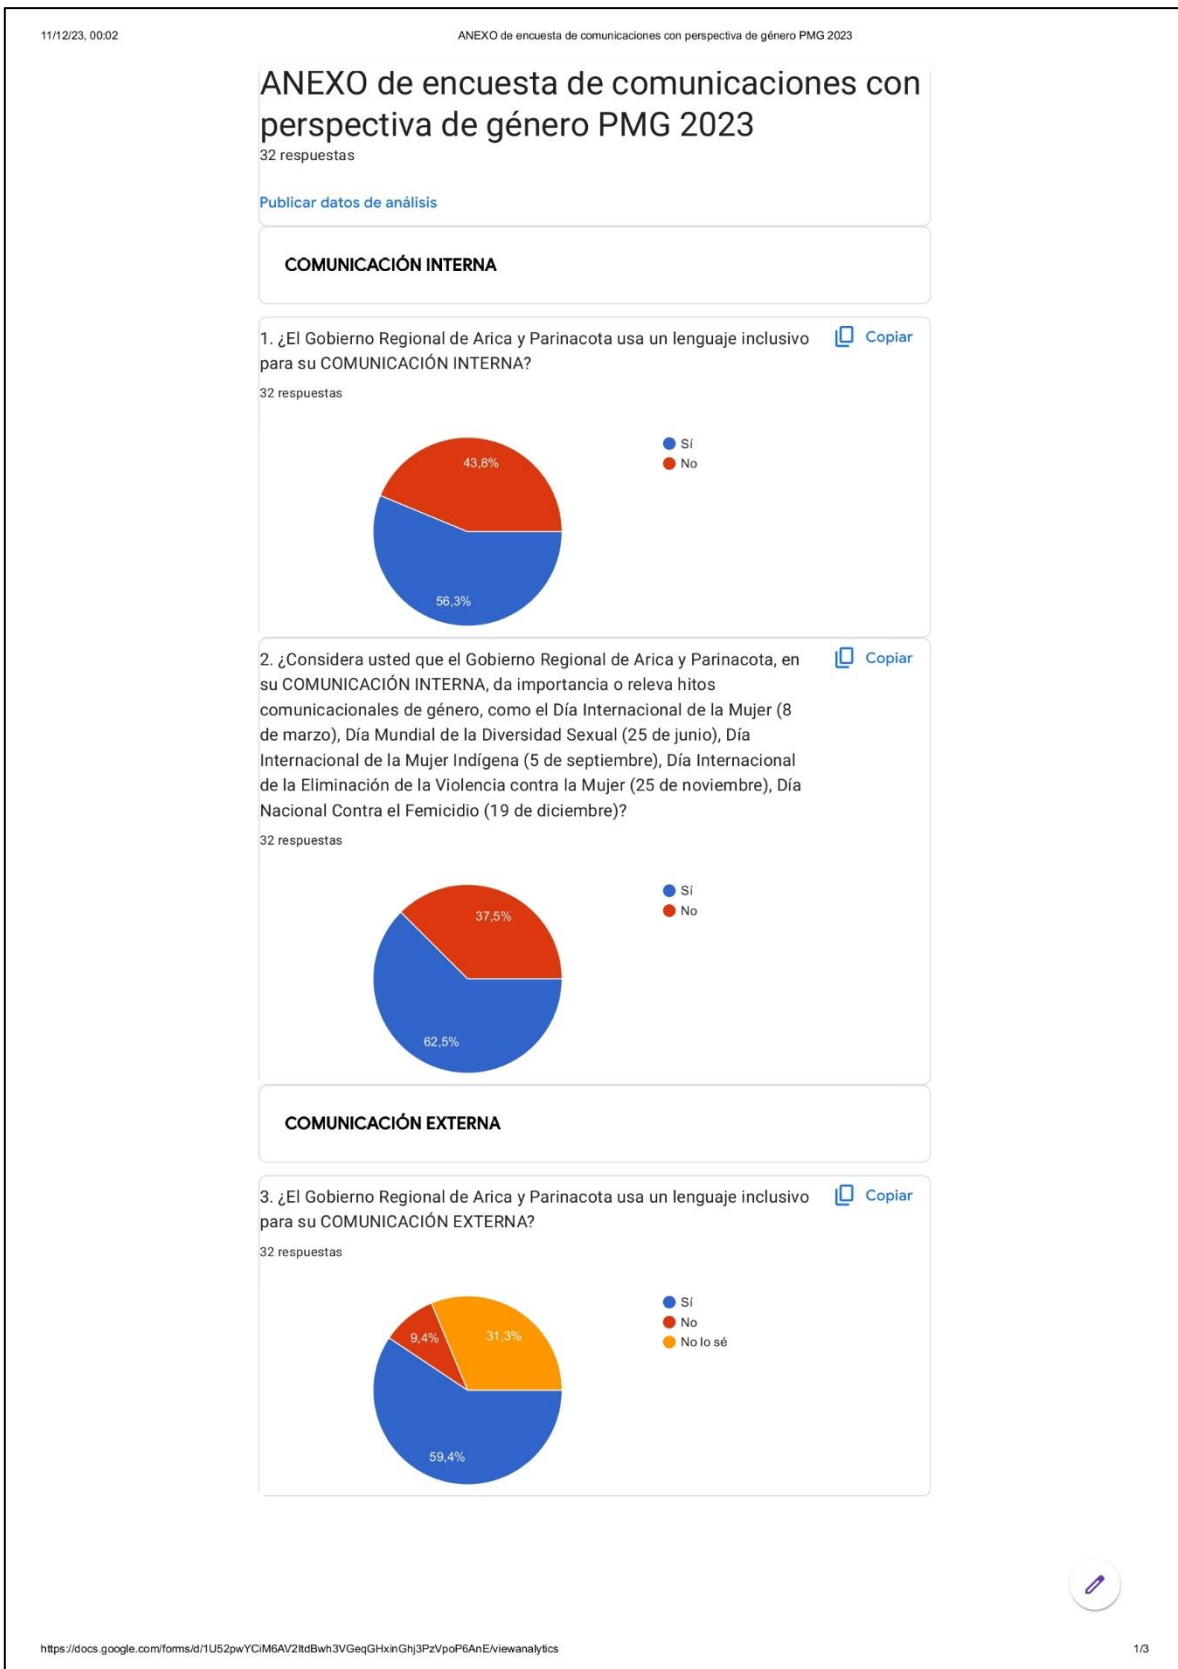 11/12/23, 00:02
ANEXO de encuesta de comunicaciones con perspectiva de género PMG 2023
ANEXO de encuesta de comunicaciones con
perspectiva de género PMG 2023
32 respuestas
Publicar datos de análisis
COMUNICACIÓN INTERNA
1. ¿El Gobierno Regional de Arica y Parinacota usa un lenguaje inclusivo
para su COMUNICACIÓN INTERNA?
Copiar
32 respuestas
Sí
No
43,8%
56,3%
2. ¿Considera usted que el Gobierno Regional de Arica y Parinacota, en
su COMUNICACIÓN INTERNA, da importancia o releva hitos
comunicacionales de género, como el Día Internacional de la Mujer (8
de marzo), Día Mundial de la Diversidad Sexual (25 de junio), Día
Internacional de la Mujer Indígena (5 de septiembre), Día Internacional
de la Eliminación de la Violencia contra la Mujer (25 de noviembre), Día
Nacional Contra el Femicidio (19 de diciembre)?
Copiar
32 respuestas
Sí
No
37,5%
62,5%
COMUNICACIÓN EXTERNA
3. ¿El Gobierno Regional de Arica y Parinacota usa un lenguaje inclusivo
para su COMUNICACIÓN EXTERNA?
Copiar
32 respuestas
Sí
No
No lo sé
9,4%
31,3%
59,4%
https://docs.google.com/forms/d/1U52pwYCiM6AV2ltdBwh3VGeqGHxinGhj3PzVpoP6AnE/viewanalytics
1/3